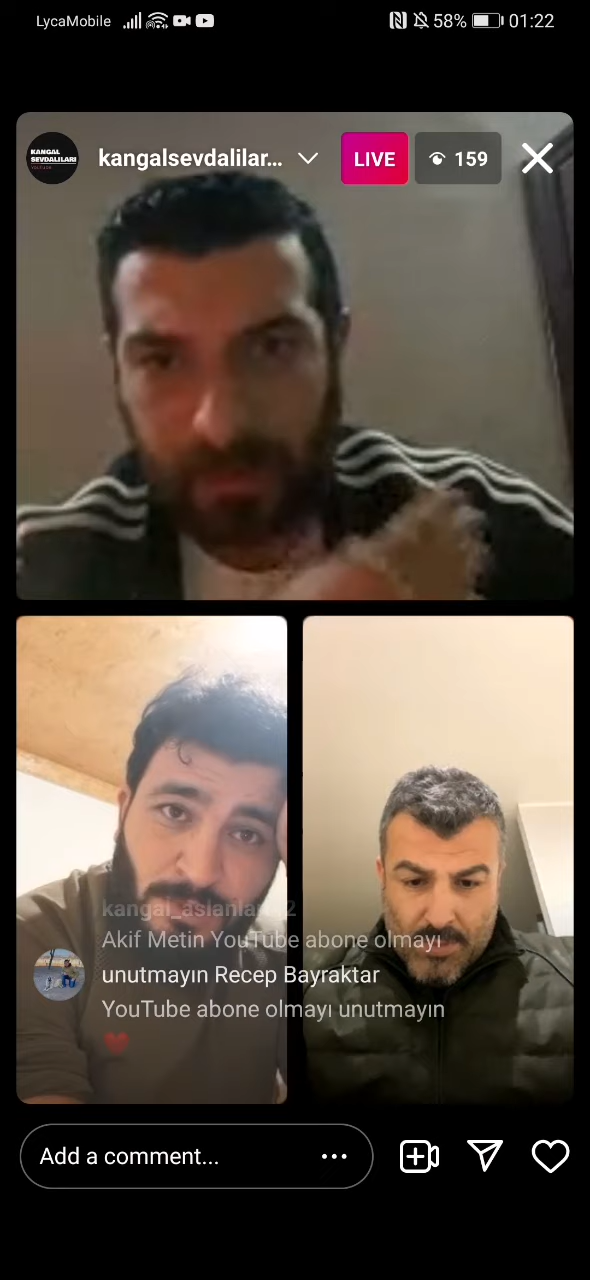 LycaMobile
58% 01:22
KANGAL
SEVDALILARI
YOUTUBE
kangalsevdalilar...
LIVE
159
Akif Metin YouTube abone olmayı
unutmayın Recep Bayraktar
YouTube abone olmayı unutmayın
Add a comment...